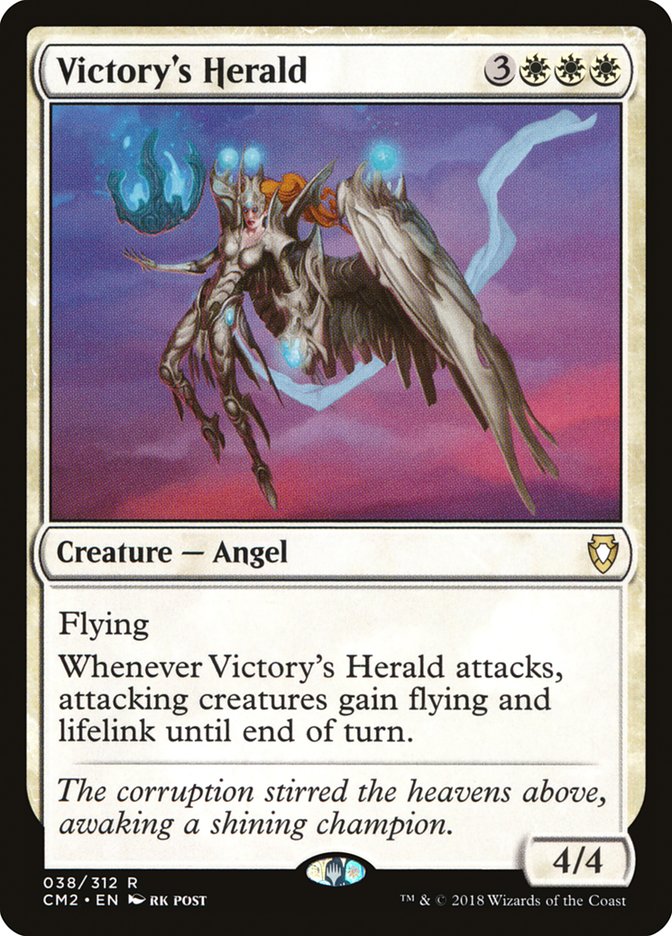 Victory's Herald 3
Creature — Angel
Flying
Whenever Victory's Herald attacks,
attacking creatures gain flying and
lifelink until end of turn.
The corruption stirred the heavens above,
awaking a shining champion.
4/4
038/312 R
CM2 • EN RK POST
™ & © 2018 Wizards of the Coast